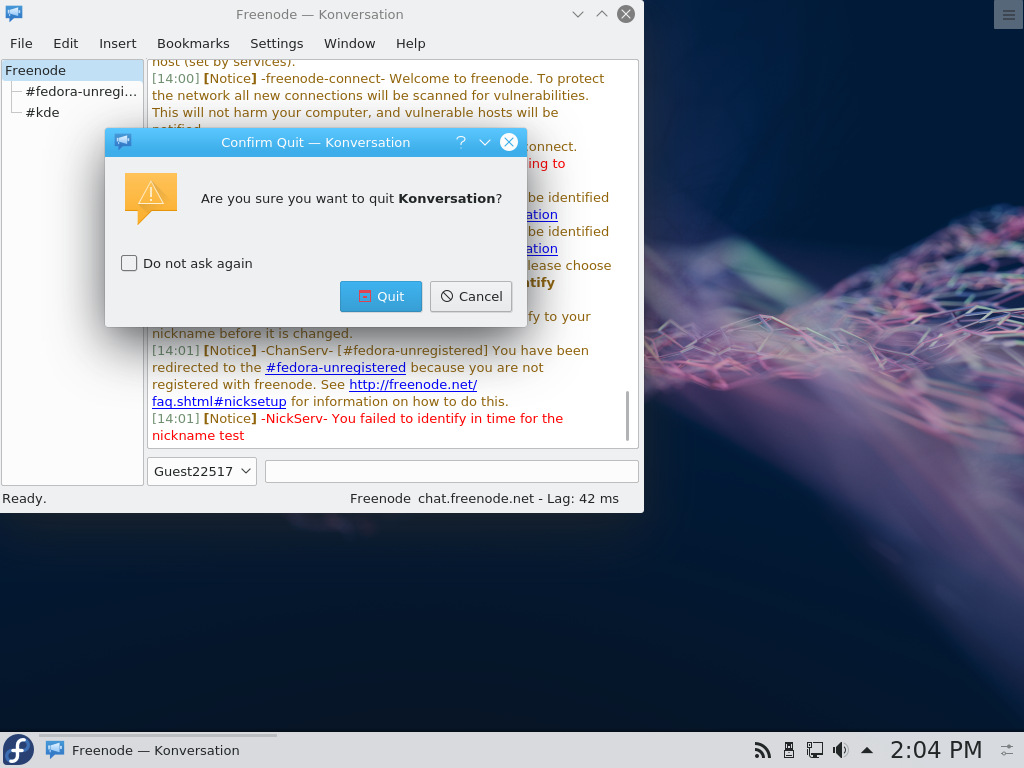 Freenode — Konversation
File Edit Insert Bookmarks Settings Window Help
Freenode
#fedora-unregi...
#kde
host (set by services).
[14:00] [Notice] -freenode-connect- Welcome to freenode. To protect
the network all new connections will be scanned for vulnerabilities.
This will not harm your computer, and vulnerable hosts will be
notified.
onnect.
ing to
be identified
ation
be identified
ation
lease choose
ntify
fy to your
nickname before it is changed.
[14:01] [Notice] -ChanServ- [#fedora-unregistered] You have been
redirected to the #fedora-unregistered because you are not
registered with freenode. See http://freenode.net/
faq.shtml#nicksetup for information on how to do this.
[14:01] [Notice] -NickServ- You failed to identify in time for the
nickname test
Confirm Quit — Konversation
Are you sure you want to quit Konversation?
Do not ask again
Quit Cancel
Guest22517
Ready. Freenode chat.freenode.net - Lag: 42 ms
Freenode — Konversation 2:04 PM